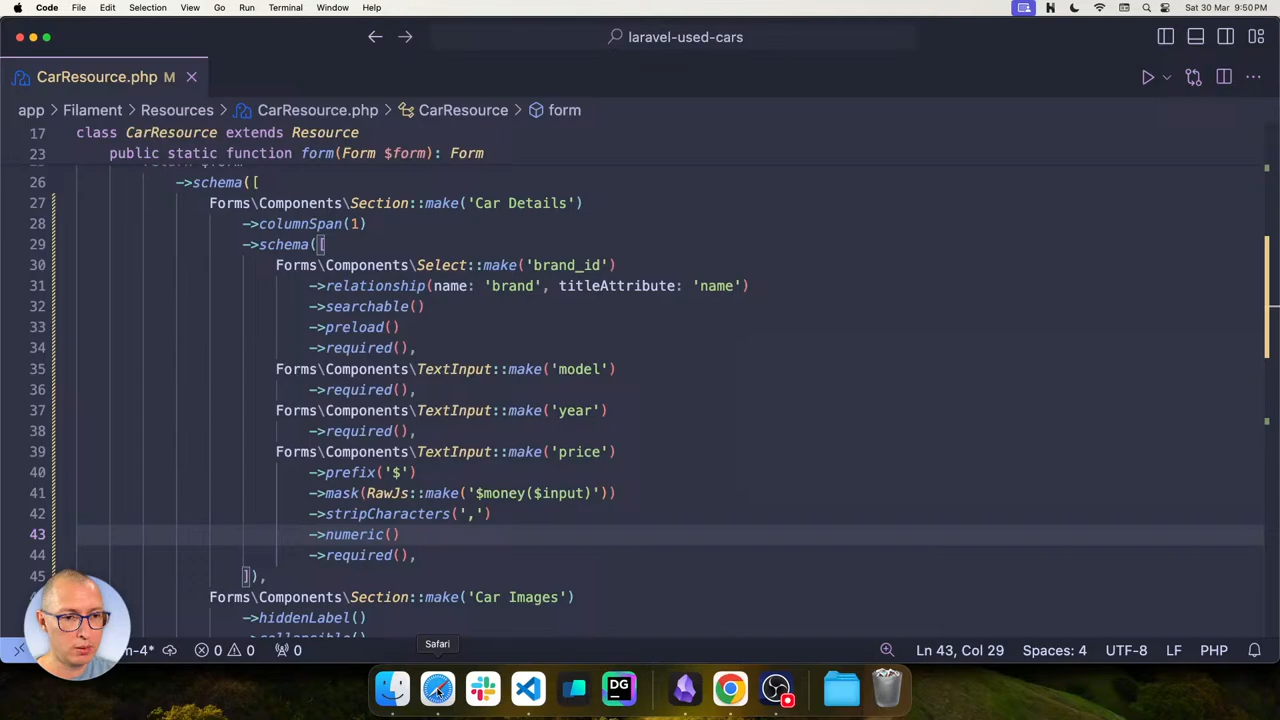 Code File Edit Selection View Go Run Terminal Window Help Sat 30 Mar 9:50 PM
laravel-used-cars
CarResource.php M
app > Filament > Resources > CarResource.php > CarResource > form
17 class CarResource extends Resource
23 public static function form(Form $form): Form
26 ->schema([
27 Forms\Components\Section::make('Car Details')
28 ->columnSpan(1)
29 ->schema([
30 Forms\Components\Select::make('brand_id')
31 ->relationship(name: 'brand', titleAttribute: 'name')
32 ->searchable()
33 ->preload()
34 ->required(),
35 Forms\Components\TextInput::make('model')
36 ->required(),
37 Forms\Components\TextInput::make('year')
38 ->required(),
39 Forms\Components\TextInput::make('price')
40 ->prefix('$')
41 ->mask(RawJs::make('$money($input)'))
42 ->stripCharacters(',')
43 ->numeric()
44 ->required(),
45 ]),
Forms\Components\Section::make('Car Images')
->hiddenLabel()
Safari
0 0 0 Ln 43, Col 29 Spaces: 4 UTF-8 LF PHP
DG